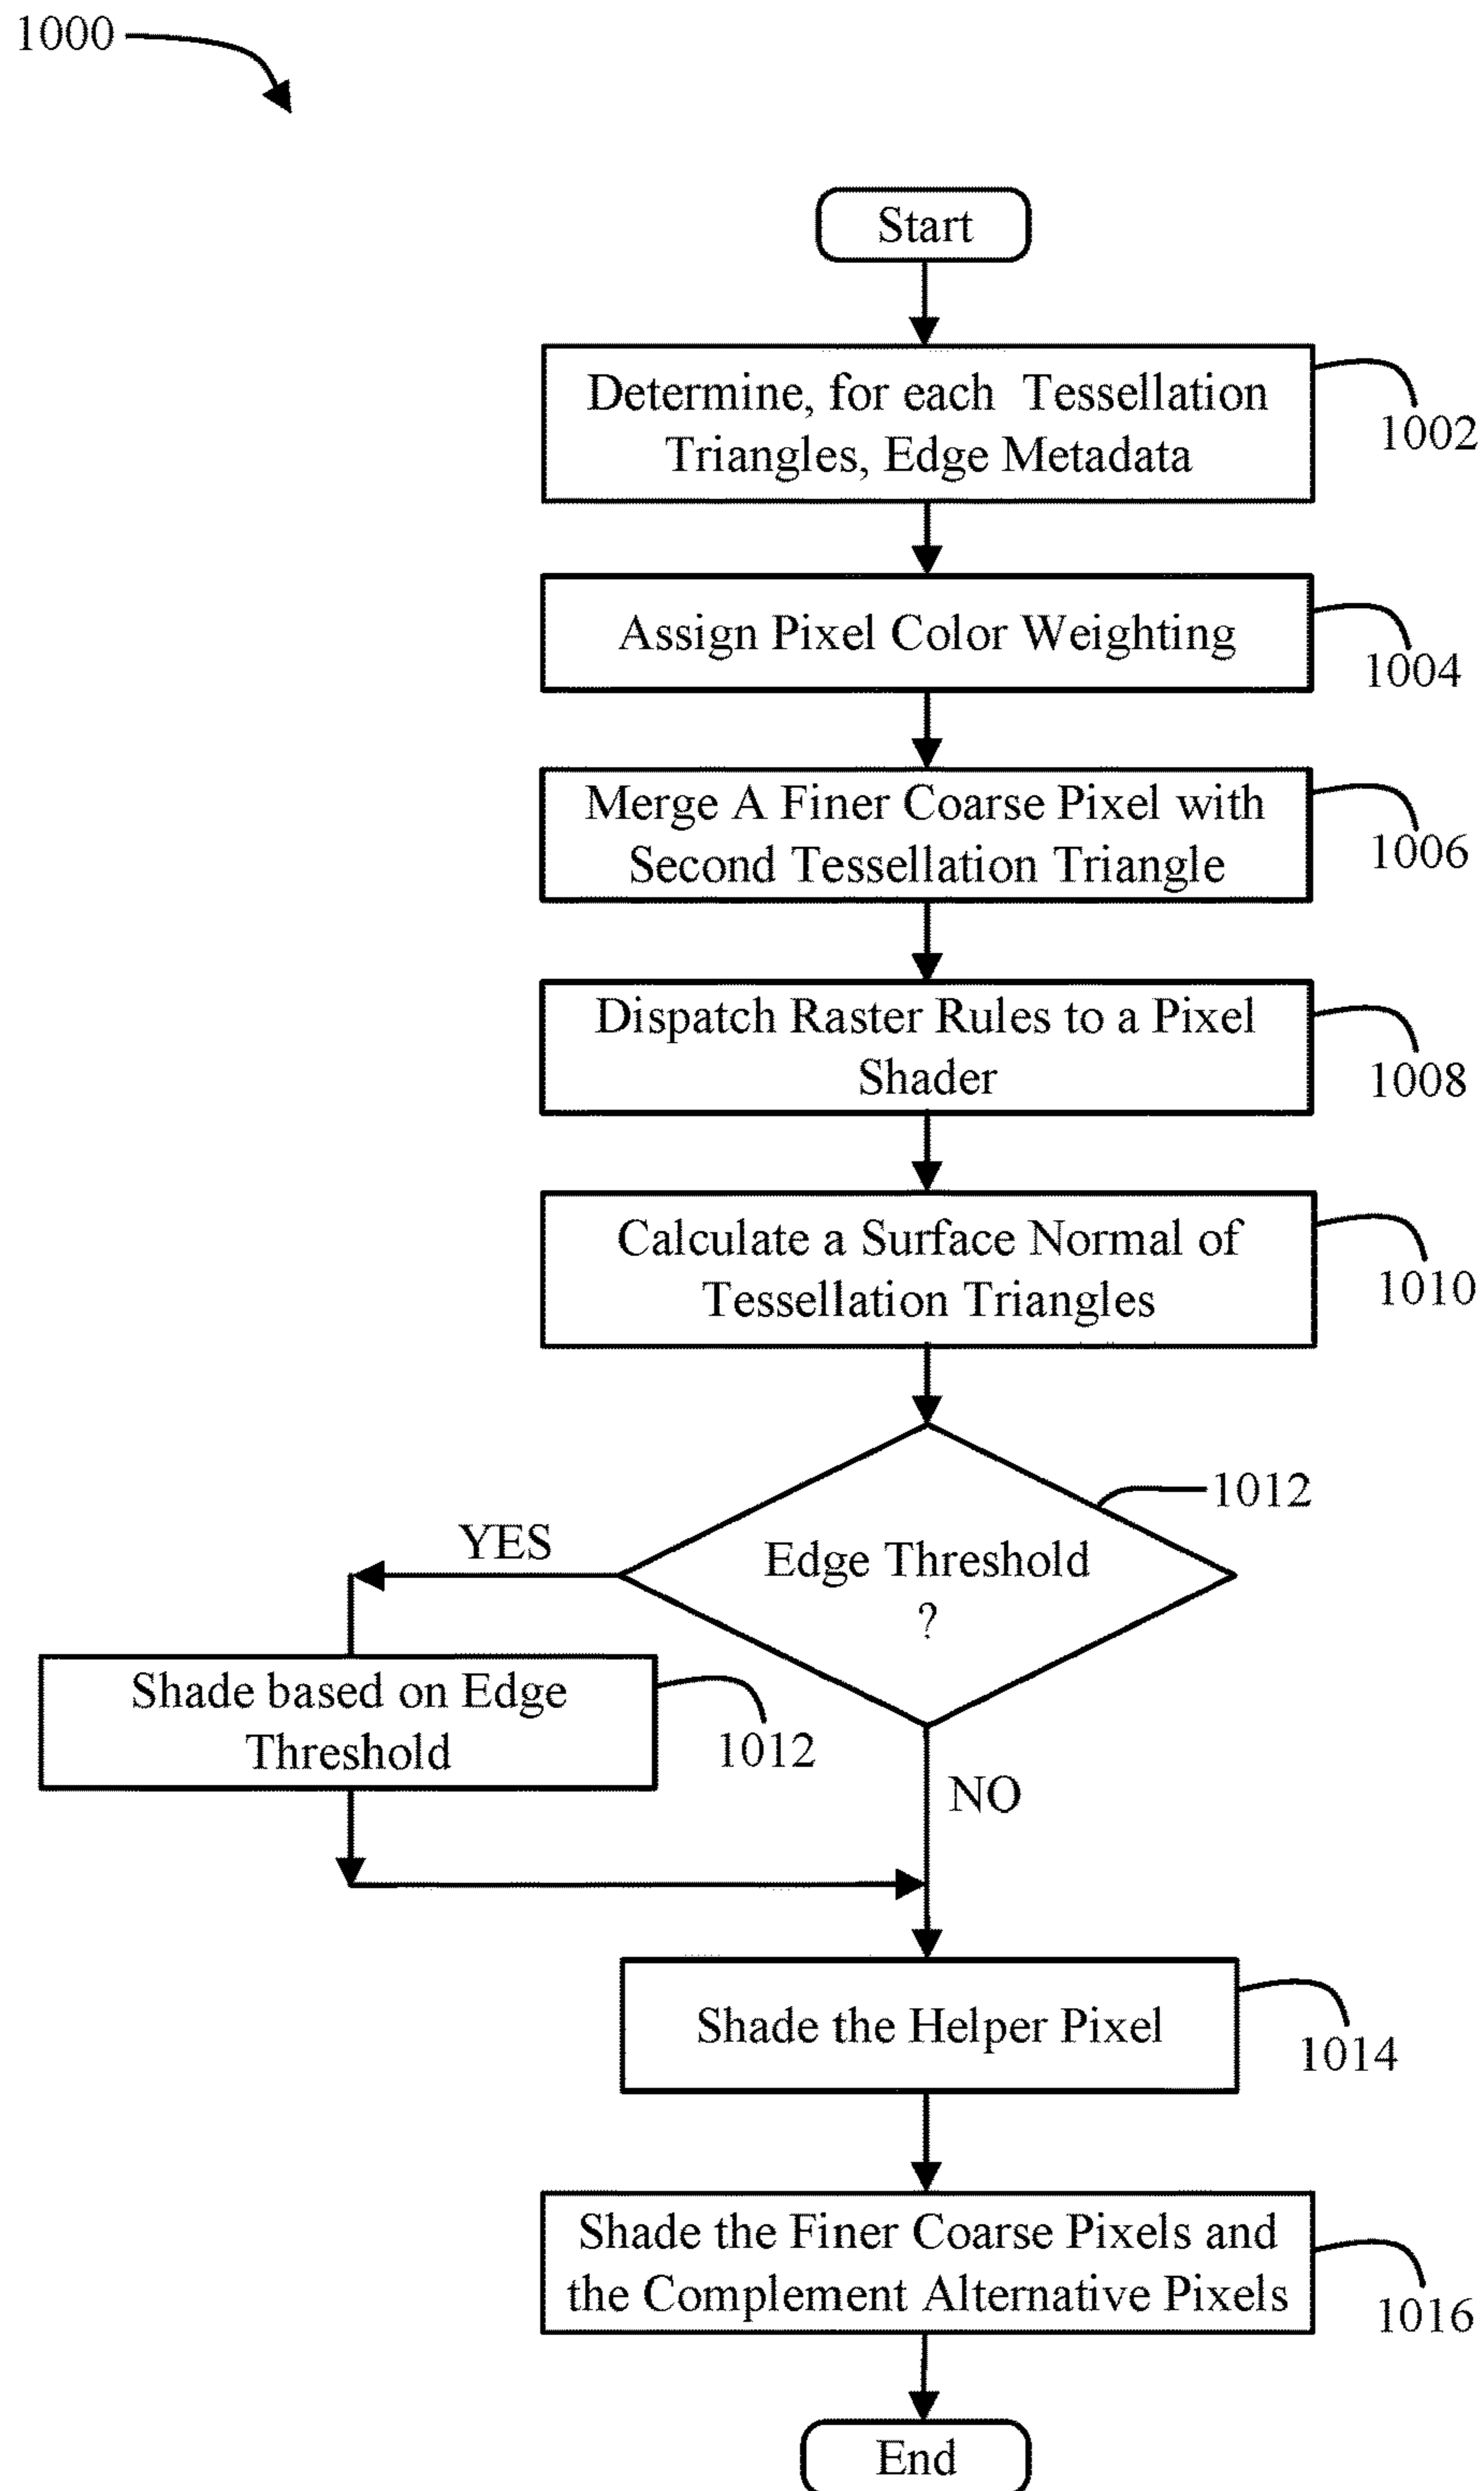 1000
Start
Determine, for each Tessellation
Triangles, Edge Metadata
1002
Assign Pixel Color Weighting
1004
Merge A Finer Coarse Pixel with
Second Tessellation Triangle
1006
Dispatch Raster Rules to a Pixel
Shader
1008
Calculate a Surface Normal of
Tessellation Triangles
1010
1012
YES
Edge Threshold
?
Shade based on Edge
Threshold
1012
NO
Shade the Helper Pixel
1014
Shade the Finer Coarse Pixels and
the Complement Alternative Pixels
1016
End